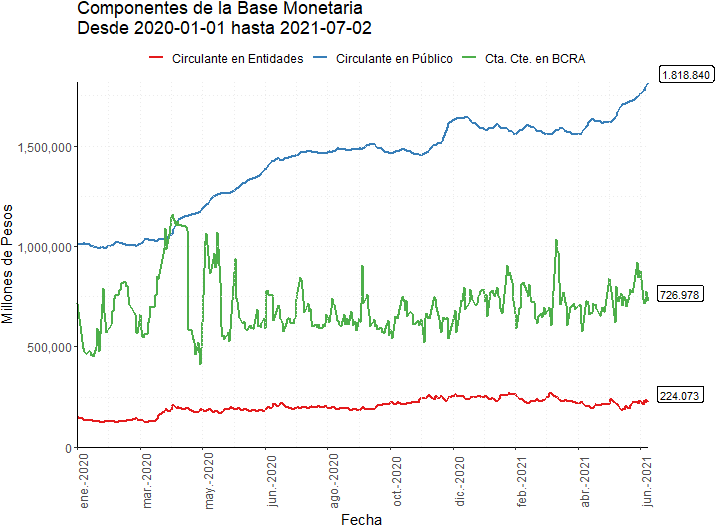 Componentes de la Base Monetaria
Desde 2020-01-01 hasta 2021-07-02
Circulante en Entidades
Circulante en Público
Cta. Cte. en BCRA
1.818.840
1,500,000
1,000,000
726.978
500,000
224.073
0
Millones de Pesos
ene.-2020
mar.-2020
may.-2020
jun.-2020
ago.-2020
oct.-2020
dic.-2020
feb.-2021
abr.-2021
jun.-2021
Fecha